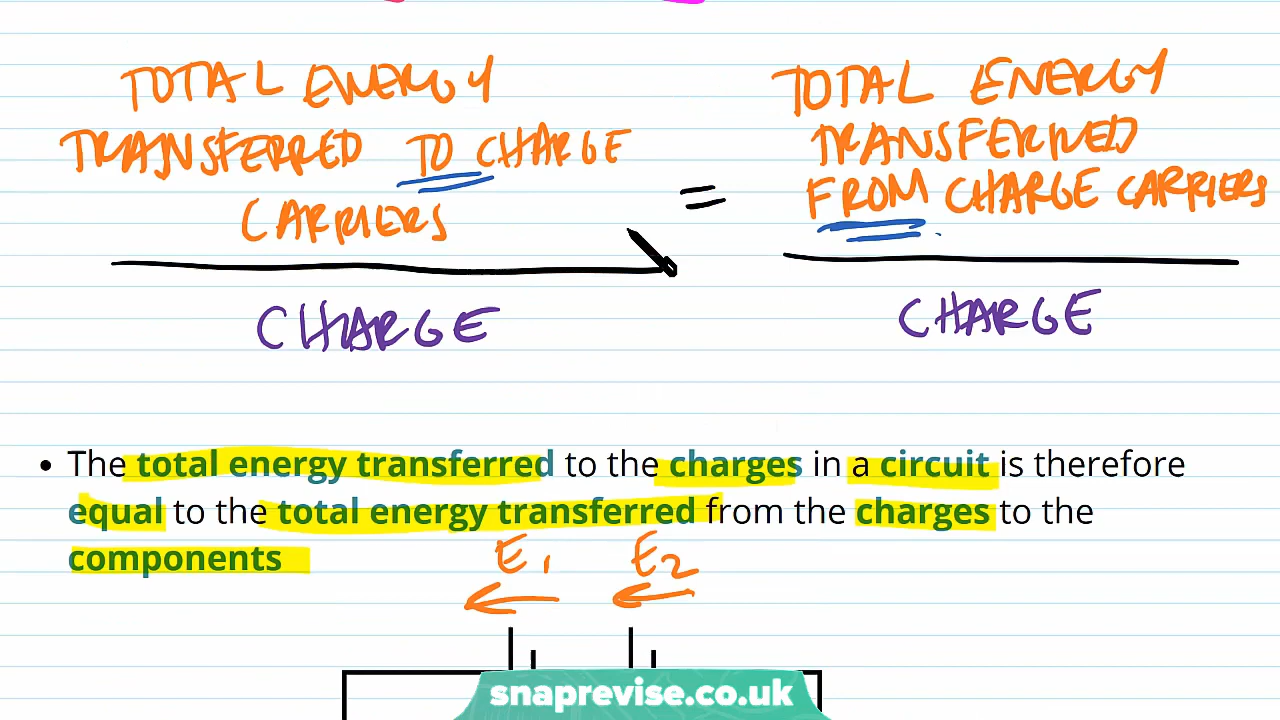 TOTAL ENERGY
TRANSFERRED TO CHARGE
CARRIERS
=
TOTAL ENERGY
TRANSFERRED
FROM CHARGE CARRIERS
CHARGE
CHARGE
• The total energy transferred to the charges in a circuit is therefore
equal to the total energy transferred from the charges to the
components
E1
E2
snaprevise.co.uk